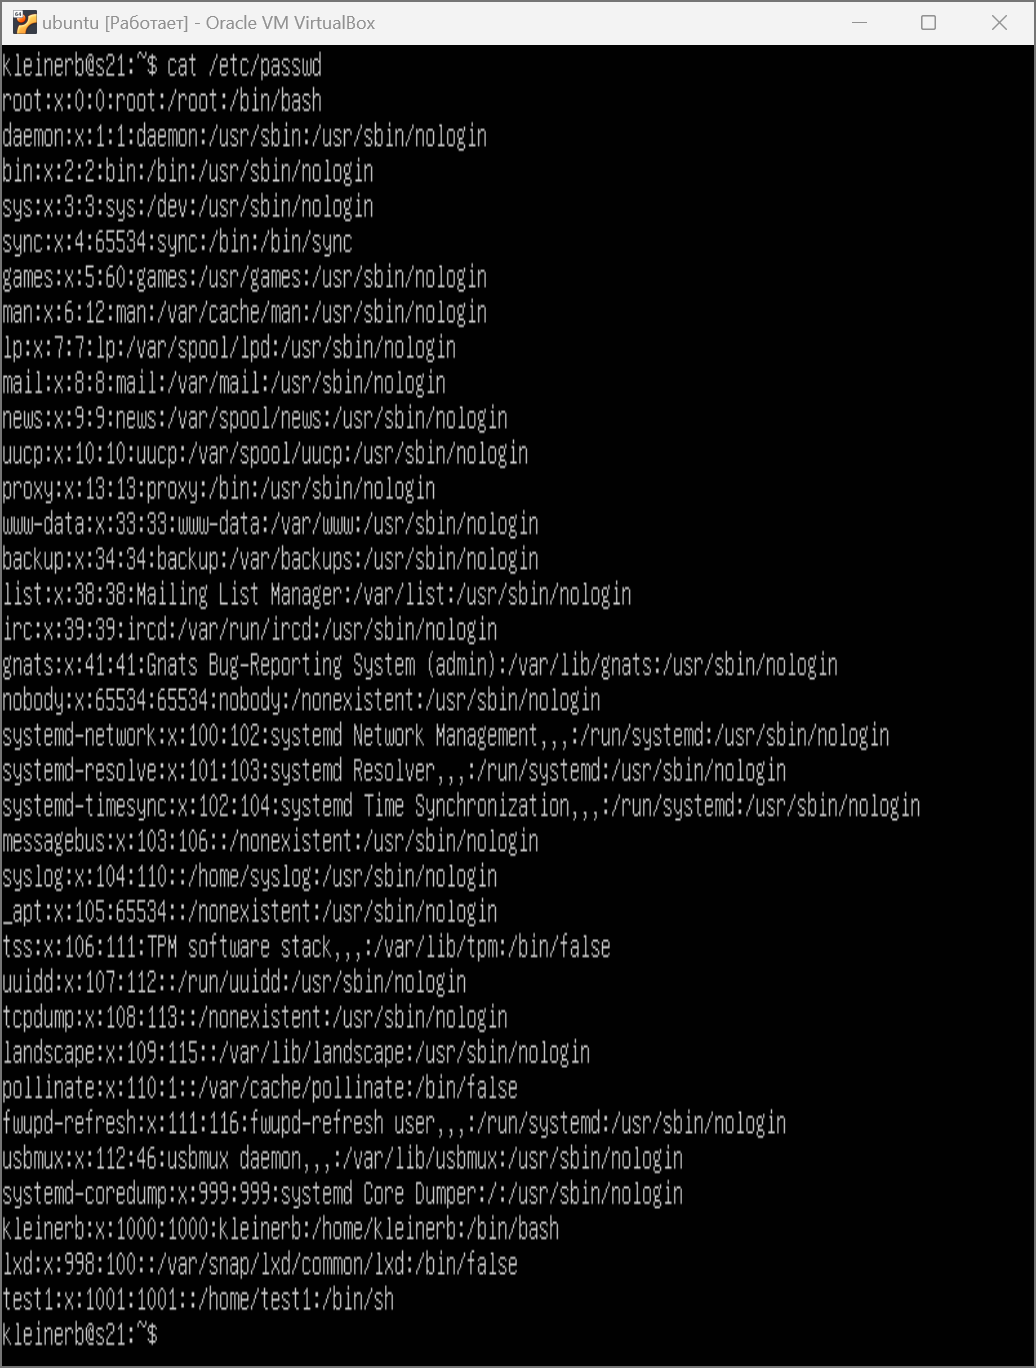 ubuntu [Работает] - Oracle VM VirtualBox
kleinerb@s21:~$ cat /etc/passwd
root:x:0:0:root:/root:/bin/bash
daemon:x:1:1:daemon:/usr/sbin:/usr/sbin/nologin
bin:x:2:2:bin:/bin:/usr/sbin/nologin
sys:x:3:3:sys:/dev:/usr/sbin/nologin
sync:x:4:65534:sync:/bin:/bin/sync
games:x:5:60:games:/usr/games:/usr/sbin/nologin
man:x:6:12:man:/var/cache/man:/usr/sbin/nologin
lp:x:7:7:lp:/var/spool/lpd:/usr/sbin/nologin
mail:x:8:8:mail:/var/mail:/usr/sbin/nologin
news:x:9:9:news:/var/spool/news:/usr/sbin/nologin
uucp:x:10:10:uucp:/var/spool/uucp:/usr/sbin/nologin
proxy:x:13:13:proxy:/bin:/usr/sbin/nologin
www-data:x:33:33:www-data:/var/www:/usr/sbin/nologin
backup:x:34:34:backup:/var/backups:/usr/sbin/nologin
list:x:38:38:Mailing List Manager:/var/list:/usr/sbin/nologin
irc:x:39:39:ircd:/var/run/ircd:/usr/sbin/nologin
gnats:x:41:41:Gnats Bug-Reporting System (admin):/var/lib/gnats:/usr/sbin/nologin
nobody:x:65534:65534:nobody:/nonexistent:/usr/sbin/nologin
systemd-network:x:100:102:systemd Network Management,,,:/run/systemd:/usr/sbin/nologin
systemd-resolve:x:101:103:systemd Resolver,,,:/run/systemd:/usr/sbin/nologin
systemd-timesync:x:102:104:systemd Time Synchronization,,,:/run/systemd:/usr/sbin/nologin
messagebus:x:103:106::/nonexistent:/usr/sbin/nologin
syslog:x:104:110::/home/syslog:/usr/sbin/nologin
_apt:x:105:65534::/nonexistent:/usr/sbin/nologin
tss:x:106:111:TPM software stack,,,:/var/lib/tpm:/bin/false
uuidd:x:107:112::/run/uuidd:/usr/sbin/nologin
tcpdump:x:108:113::/nonexistent:/usr/sbin/nologin
landscape:x:109:115::/var/lib/landscape:/usr/sbin/nologin
pollinate:x:110:1::/var/cache/pollinate:/bin/false
fwupd-refresh:x:111:116:fwupd-refresh user,,,:/run/systemd:/usr/sbin/nologin
usbmux:x:112:46:usbmux daemon,,,:/var/lib/usbmux:/usr/sbin/nologin
systemd-coredump:x:999:999:systemd Core Dumper:/:/usr/sbin/nologin
kleinerb:x:1000:1000:kleinerb:/home/kleinerb:/bin/bash
lxd:x:998:100::/var/snap/lxd/common/lxd:/bin/false
test1:x:1001:1001::/home/test1:/bin/sh
kleinerb@s21:~$